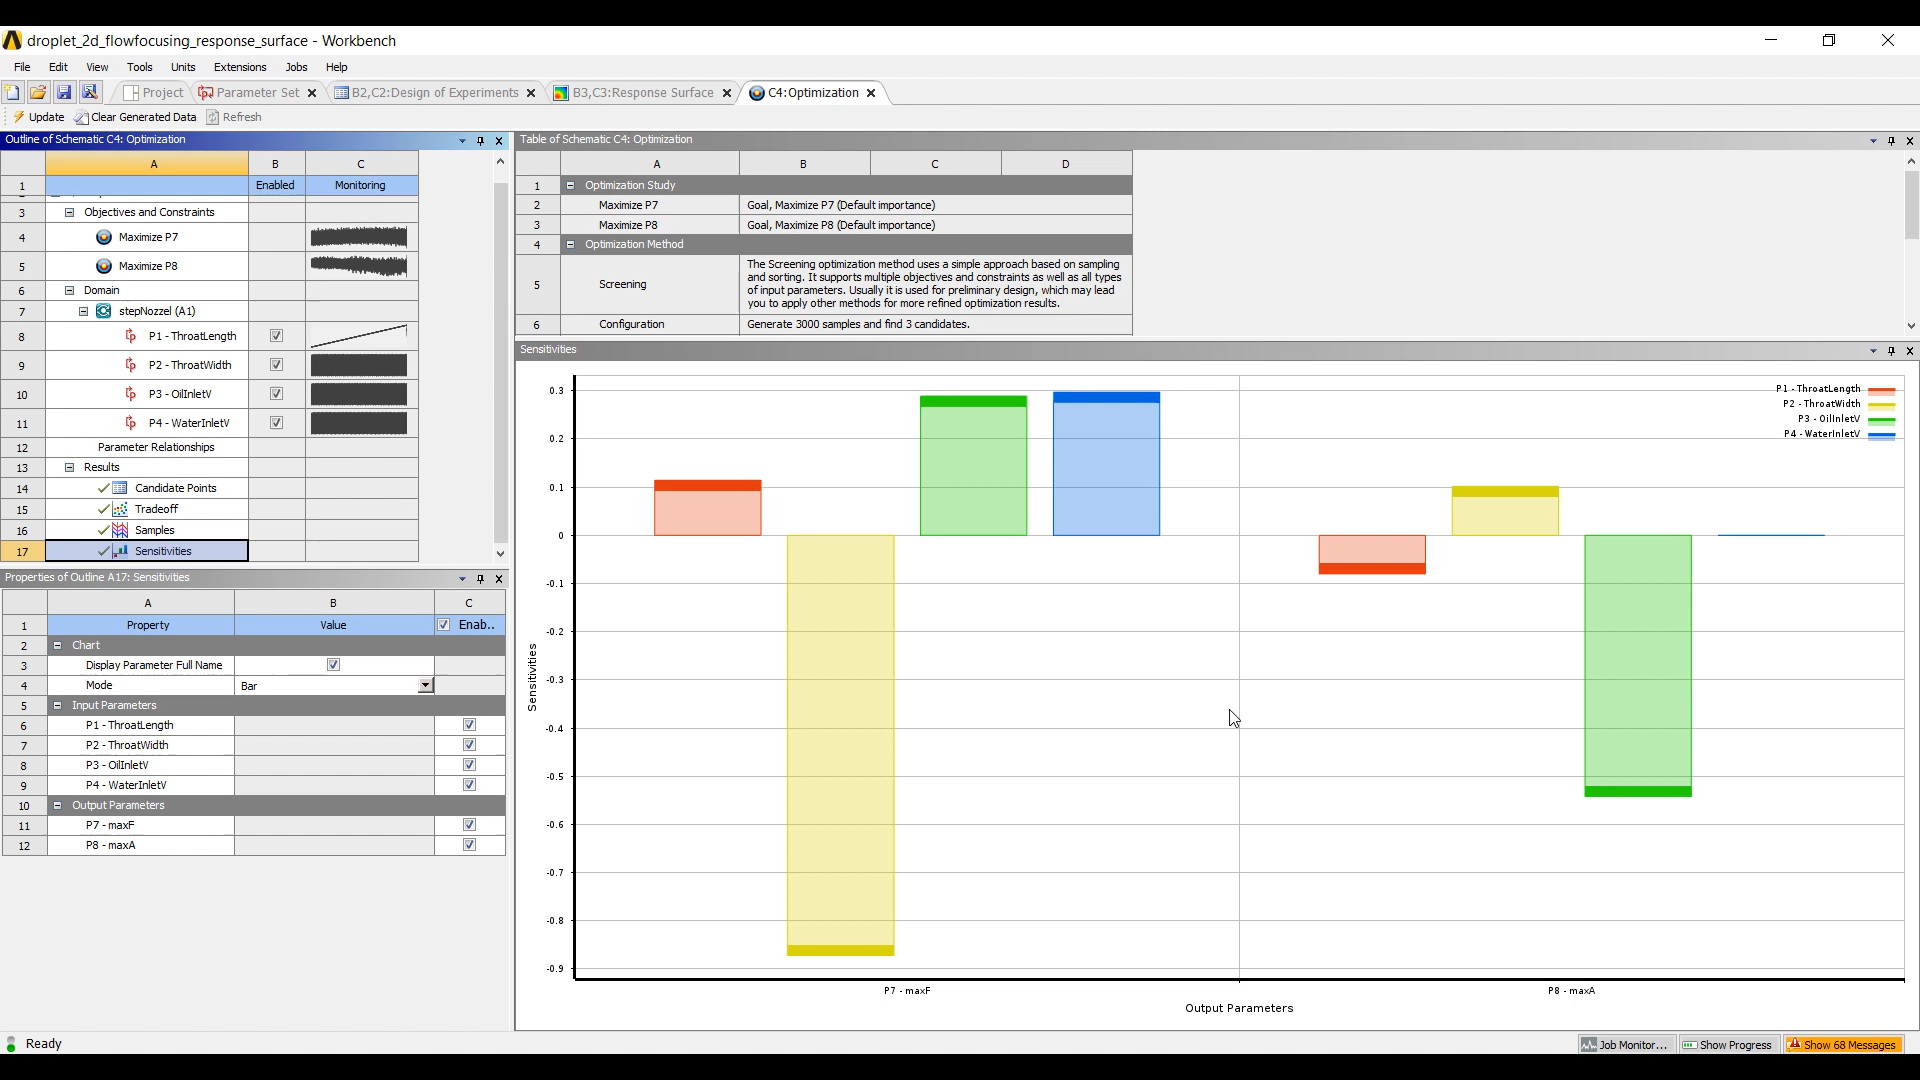 droplet_2d_flowfocusing_response_surface - Workbench
File Edit View Tools Units Extensions Jobs Help
Project Parameter Set B2,C2:Design of Experiments B3,C3:Response Surface C4:Optimization
Update Clear Generated Data Refresh
Outline of Schematic C4: Optimization
A B C
1 Enabled Monitoring
3 Objectives and Constraints
4 Maximize P7
5 Maximize P8
6 Domain
7 stepNozzel (A1)
8 P1 - ThroatLength
9 P2 - ThroatWidth
10 P3 - OilInletV
11 P4 - WaterInletV
12 Parameter Relationships
13 Results
14 Candidate Points
15 Tradeoff
16 Samples
17 Sensitivities
Properties of Outline A17: Sensitivities
A B C
1 Property Value Enab..
2 Chart
3 Display Parameter Full Name
4 Mode Bar
5 Input Parameters
6 P1 - ThroatLength
7 P2 - ThroatWidth
8 P3 - OilInletV
9 P4 - WaterInletV
10 Output Parameters
11 P7 - maxF
12 P8 - maxA
Table of Schematic C4: Optimization
A B C D
1 Optimization Study
2 Maximize P7 Goal, Maximize P7 (Default importance)
3 Maximize P8 Goal, Maximize P8 (Default importance)
4 Optimization Method
5 Screening The Screening optimization method uses a simple approach based on sampling
and sorting. It supports multiple objectives and constraints as well as all types
of input parameters. Usually it is used for preliminary design, which may lead
you to apply other methods for more refined optimization results.
6 Configuration Generate 3000 samples and find 3 candidates.
Sensitivities
P1 - ThroatLength
P2 - ThroatWidth
P3 - OilInletV
P4 - WaterInletV
0.3
0.2
0.1
0
-0.1
-0.2
-0.3
-0.4
-0.5
-0.6
-0.7
-0.8
-0.9
Sensitivities
P7 - maxF P8 - maxA
Output Parameters
Ready Job Monitor... Show Progress Show 68 Messages